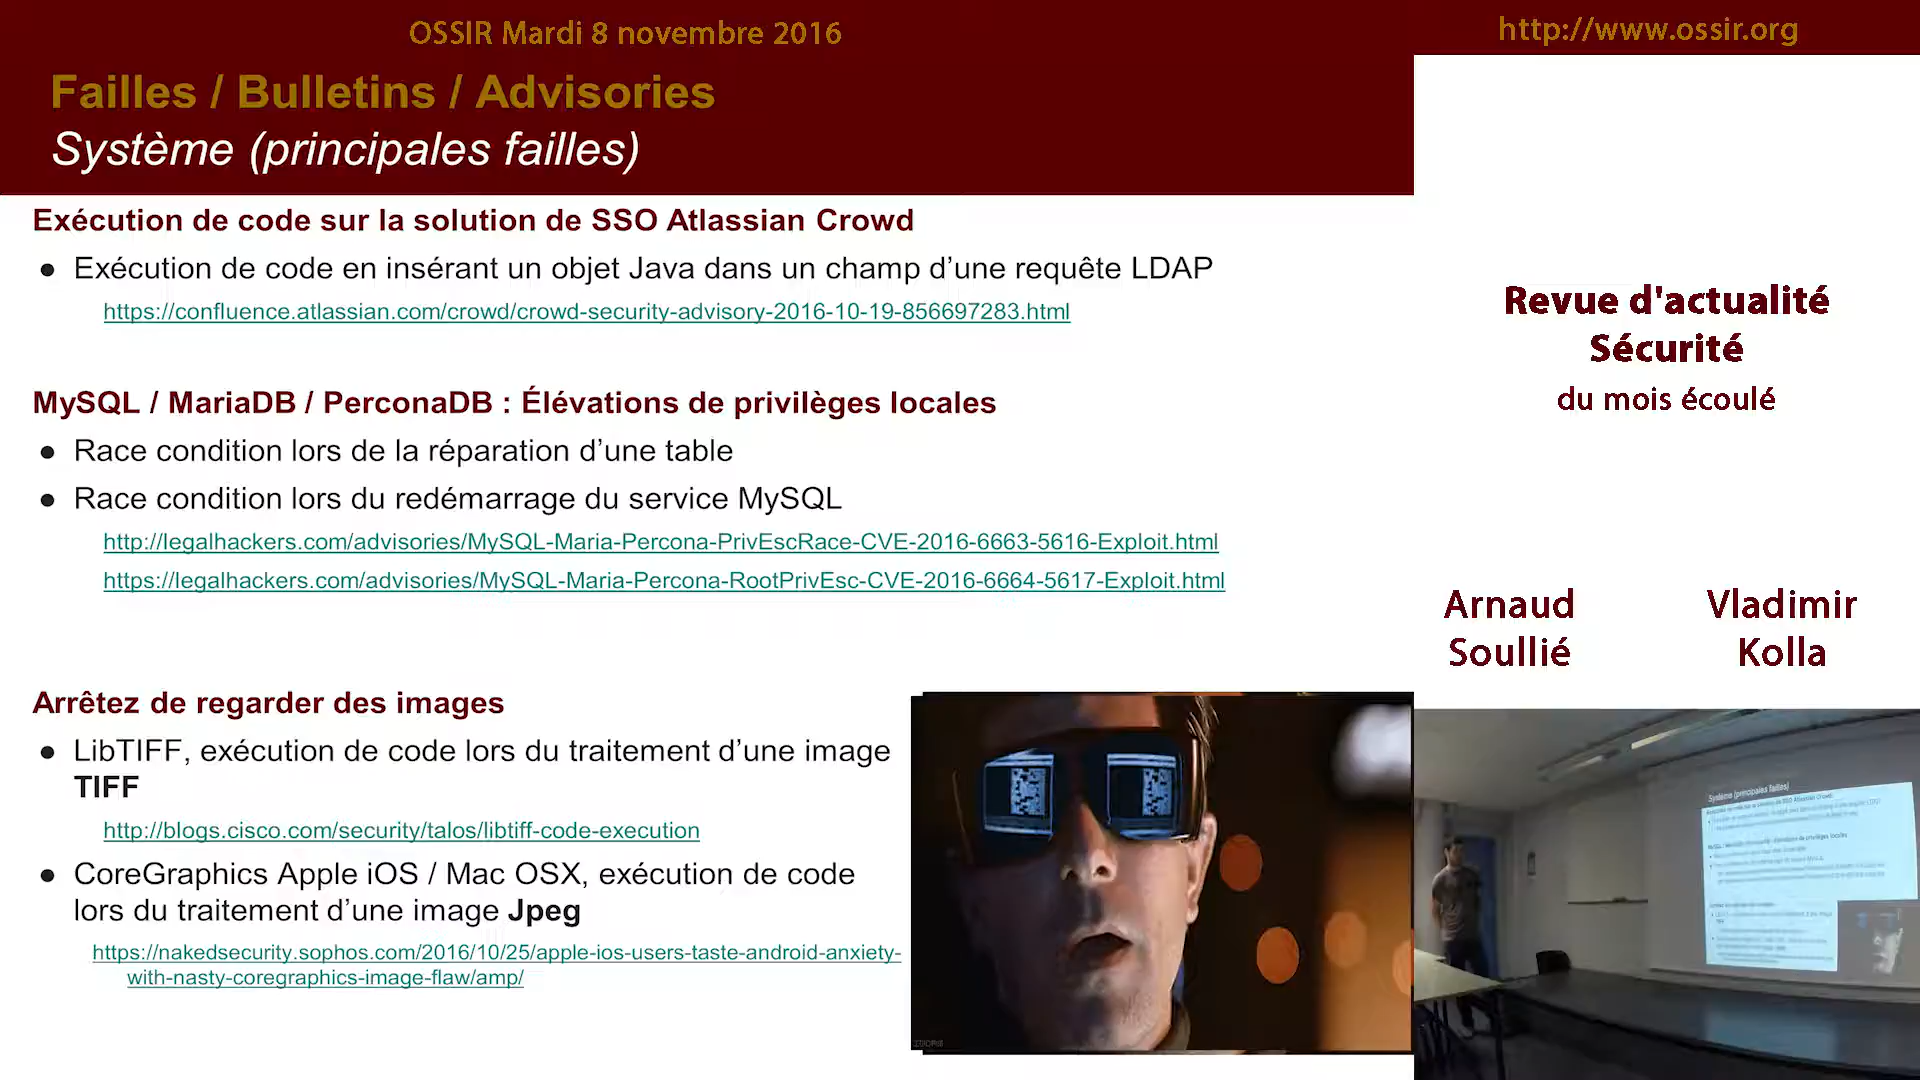 OSSIR Mardi 8 novembre 2016
http://www.ossir.org
Failles / Bulletins / Advisories
Système (principales failles)
Exécution de code sur la solution de SSO Atlassian Crowd
● Exécution de code en insérant un objet Java dans un champ d’une requête LDAP
https://confluence.atlassian.com/crowd/crowd-security-advisory-2016-10-19-856697283.html
MySQL / MariaDB / PerconaDB : Élévations de privilèges locales
● Race condition lors de la réparation d’une table
● Race condition lors du redémarrage du service MySQL
http://legalhackers.com/advisories/MySQL-Maria-Percona-PrivEscRace-CVE-2016-6663-5616-Exploit.html
https://legalhackers.com/advisories/MySQL-Maria-Percona-RootPrivEsc-CVE-2016-6664-5617-Exploit.html
Arrêtez de regarder des images
● LibTIFF, exécution de code lors du traitement d’une image
TIFF
http://blogs.cisco.com/security/talos/libtiff-code-execution
● CoreGraphics Apple iOS / Mac OSX, exécution de code
lors du traitement d’une image Jpeg
https://nakedsecurity.sophos.com/2016/10/25/apple-ios-users-taste-android-anxiety-
with-nasty-coregraphics-image-flaw/amp/
Revue d'actualité
Sécurité
du mois écoulé
Arnaud
Soullié
Vladimir
Kolla
Système (principales failles)